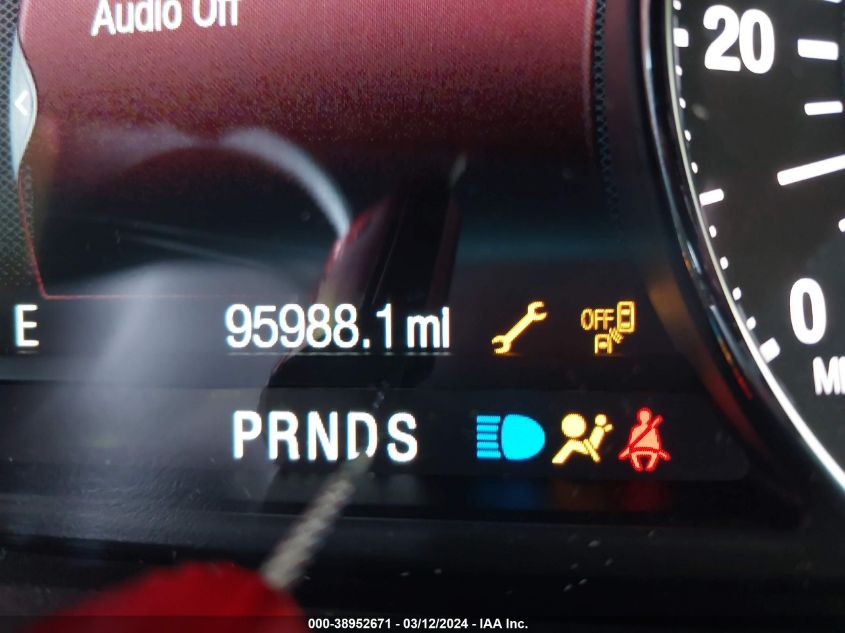 Audio Off
20
0
E 95988.1 mi OFF
PRNDS
000-38952671 - 03/12/2024 - IAA Inc.